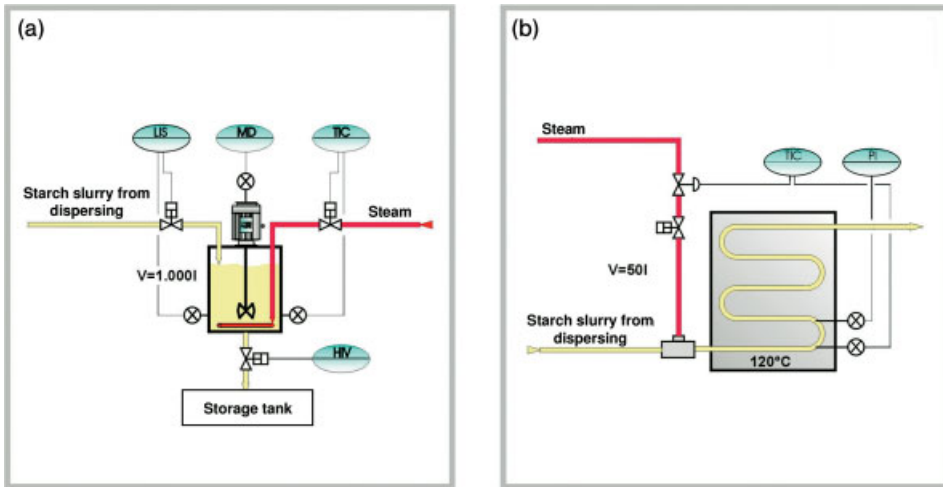 (a)
LIS
MD
TIC
Starch slurry from
dispersing
Steam
V=1.000l
HIV
Storage tank
(b)
Steam
TIC
PI
V=50l
Starch slurry from
dispersing
120°C